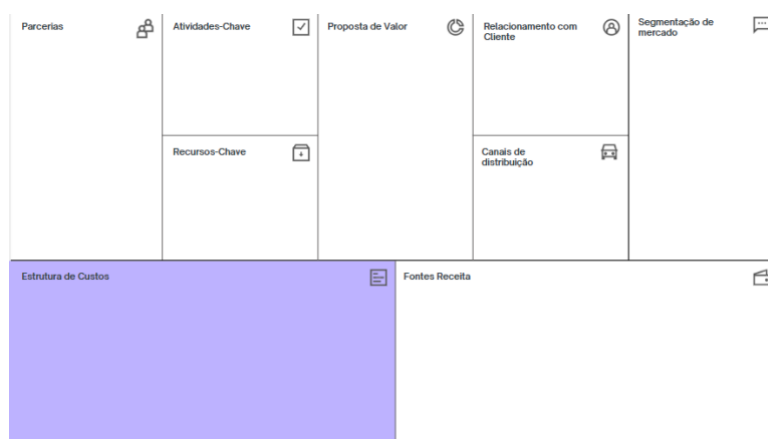 Parcerias
Atividades-Chave
Proposta de Valor
Relacionamento com
Cliente
Segmentação de
mercado
Recursos-Chave
Canais de
distribuição
Estrutura de Custos
Fontes Receita